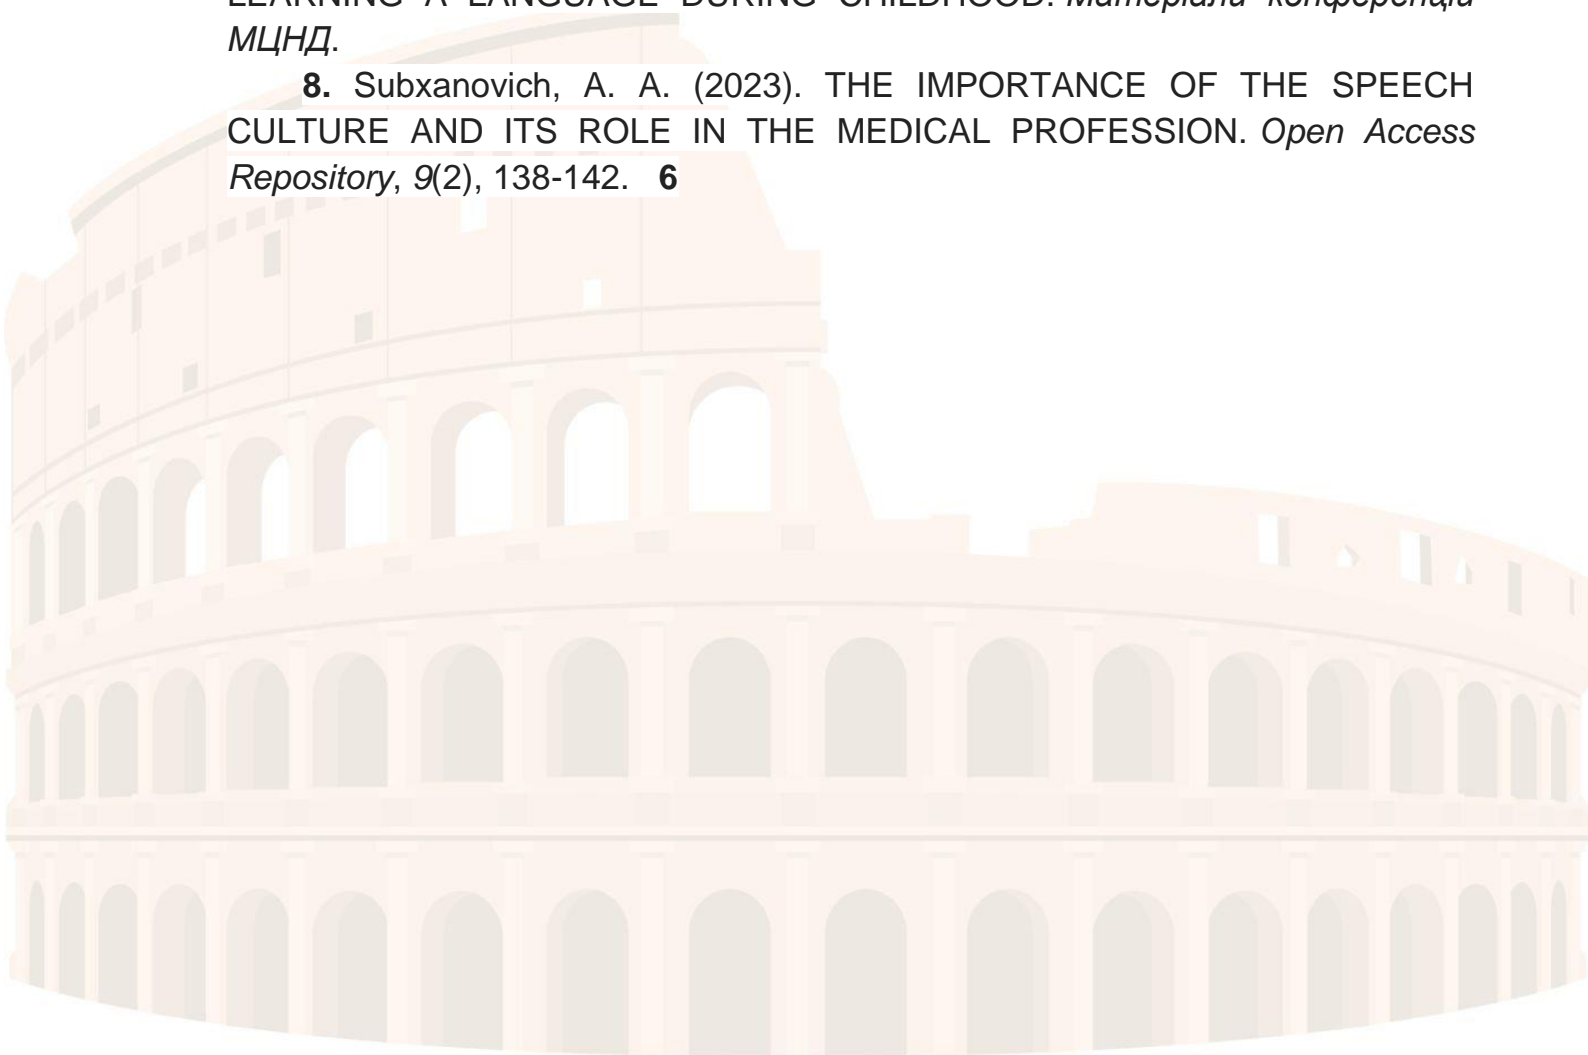 LEARNING A LANGUAGE DURING CHILDHOOD. Матеріали конференцій
МЦНД.
8. Subxanovich, A. A. (2023). THE IMPORTANCE OF THE SPEECH
CULTURE AND ITS ROLE IN THE MEDICAL PROFESSION. Open Access
Repository, 9(2), 138-142. 6